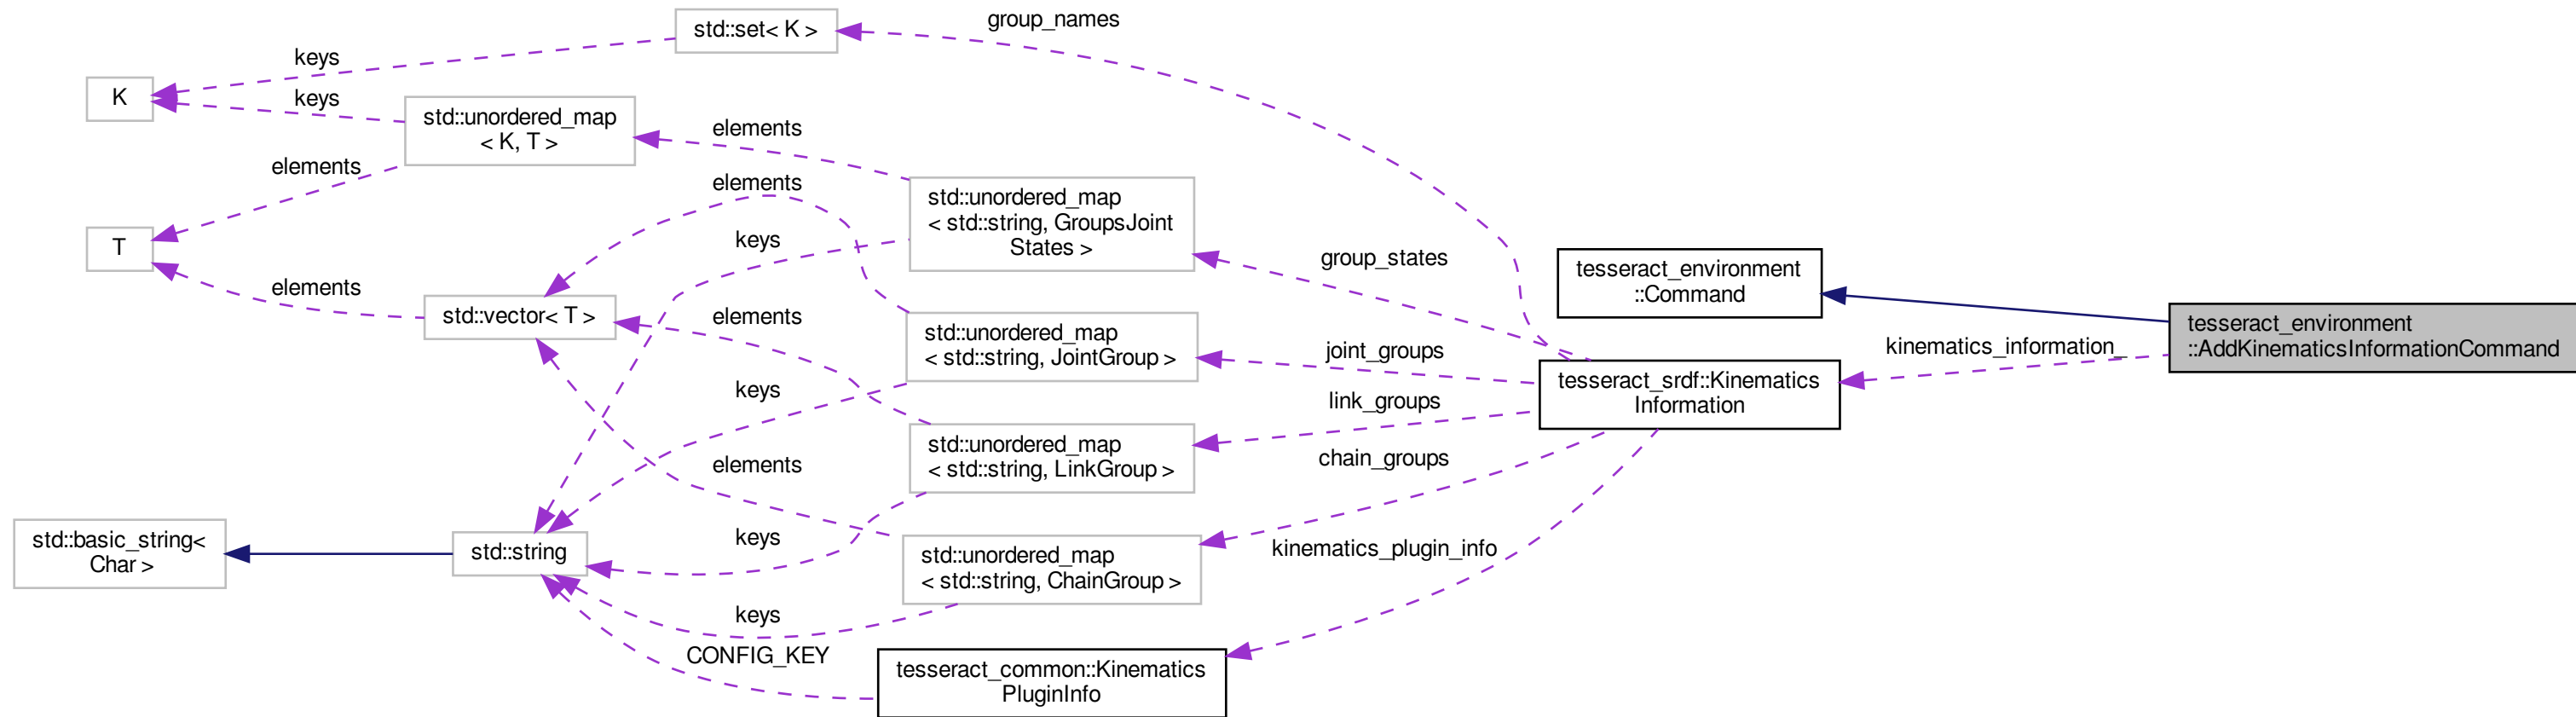 group_names
std::set< K >
keys
K
keys
std::unordered_map
< K, T >
elements
elements
elements
std::unordered_map
< std::string, GroupsJoint
States >
keys
T
group_states
tesseract_environment
::Command
elements
std::vector< T >
elements
std::unordered_map
< std::string, JointGroup >
joint_groups
kinematics_information_
tesseract_environment
::AddKinematicsInformationCommand
tesseract_srdf::Kinematics
Information
keys
link_groups
std::unordered_map
< std::string, LinkGroup >
elements
chain_groups
std::basic_string<
Char >
std::string
keys
std::unordered_map
< std::string, ChainGroup >
kinematics_plugin_info
keys
CONFIG_KEY
tesseract_common::Kinematics
PluginInfo